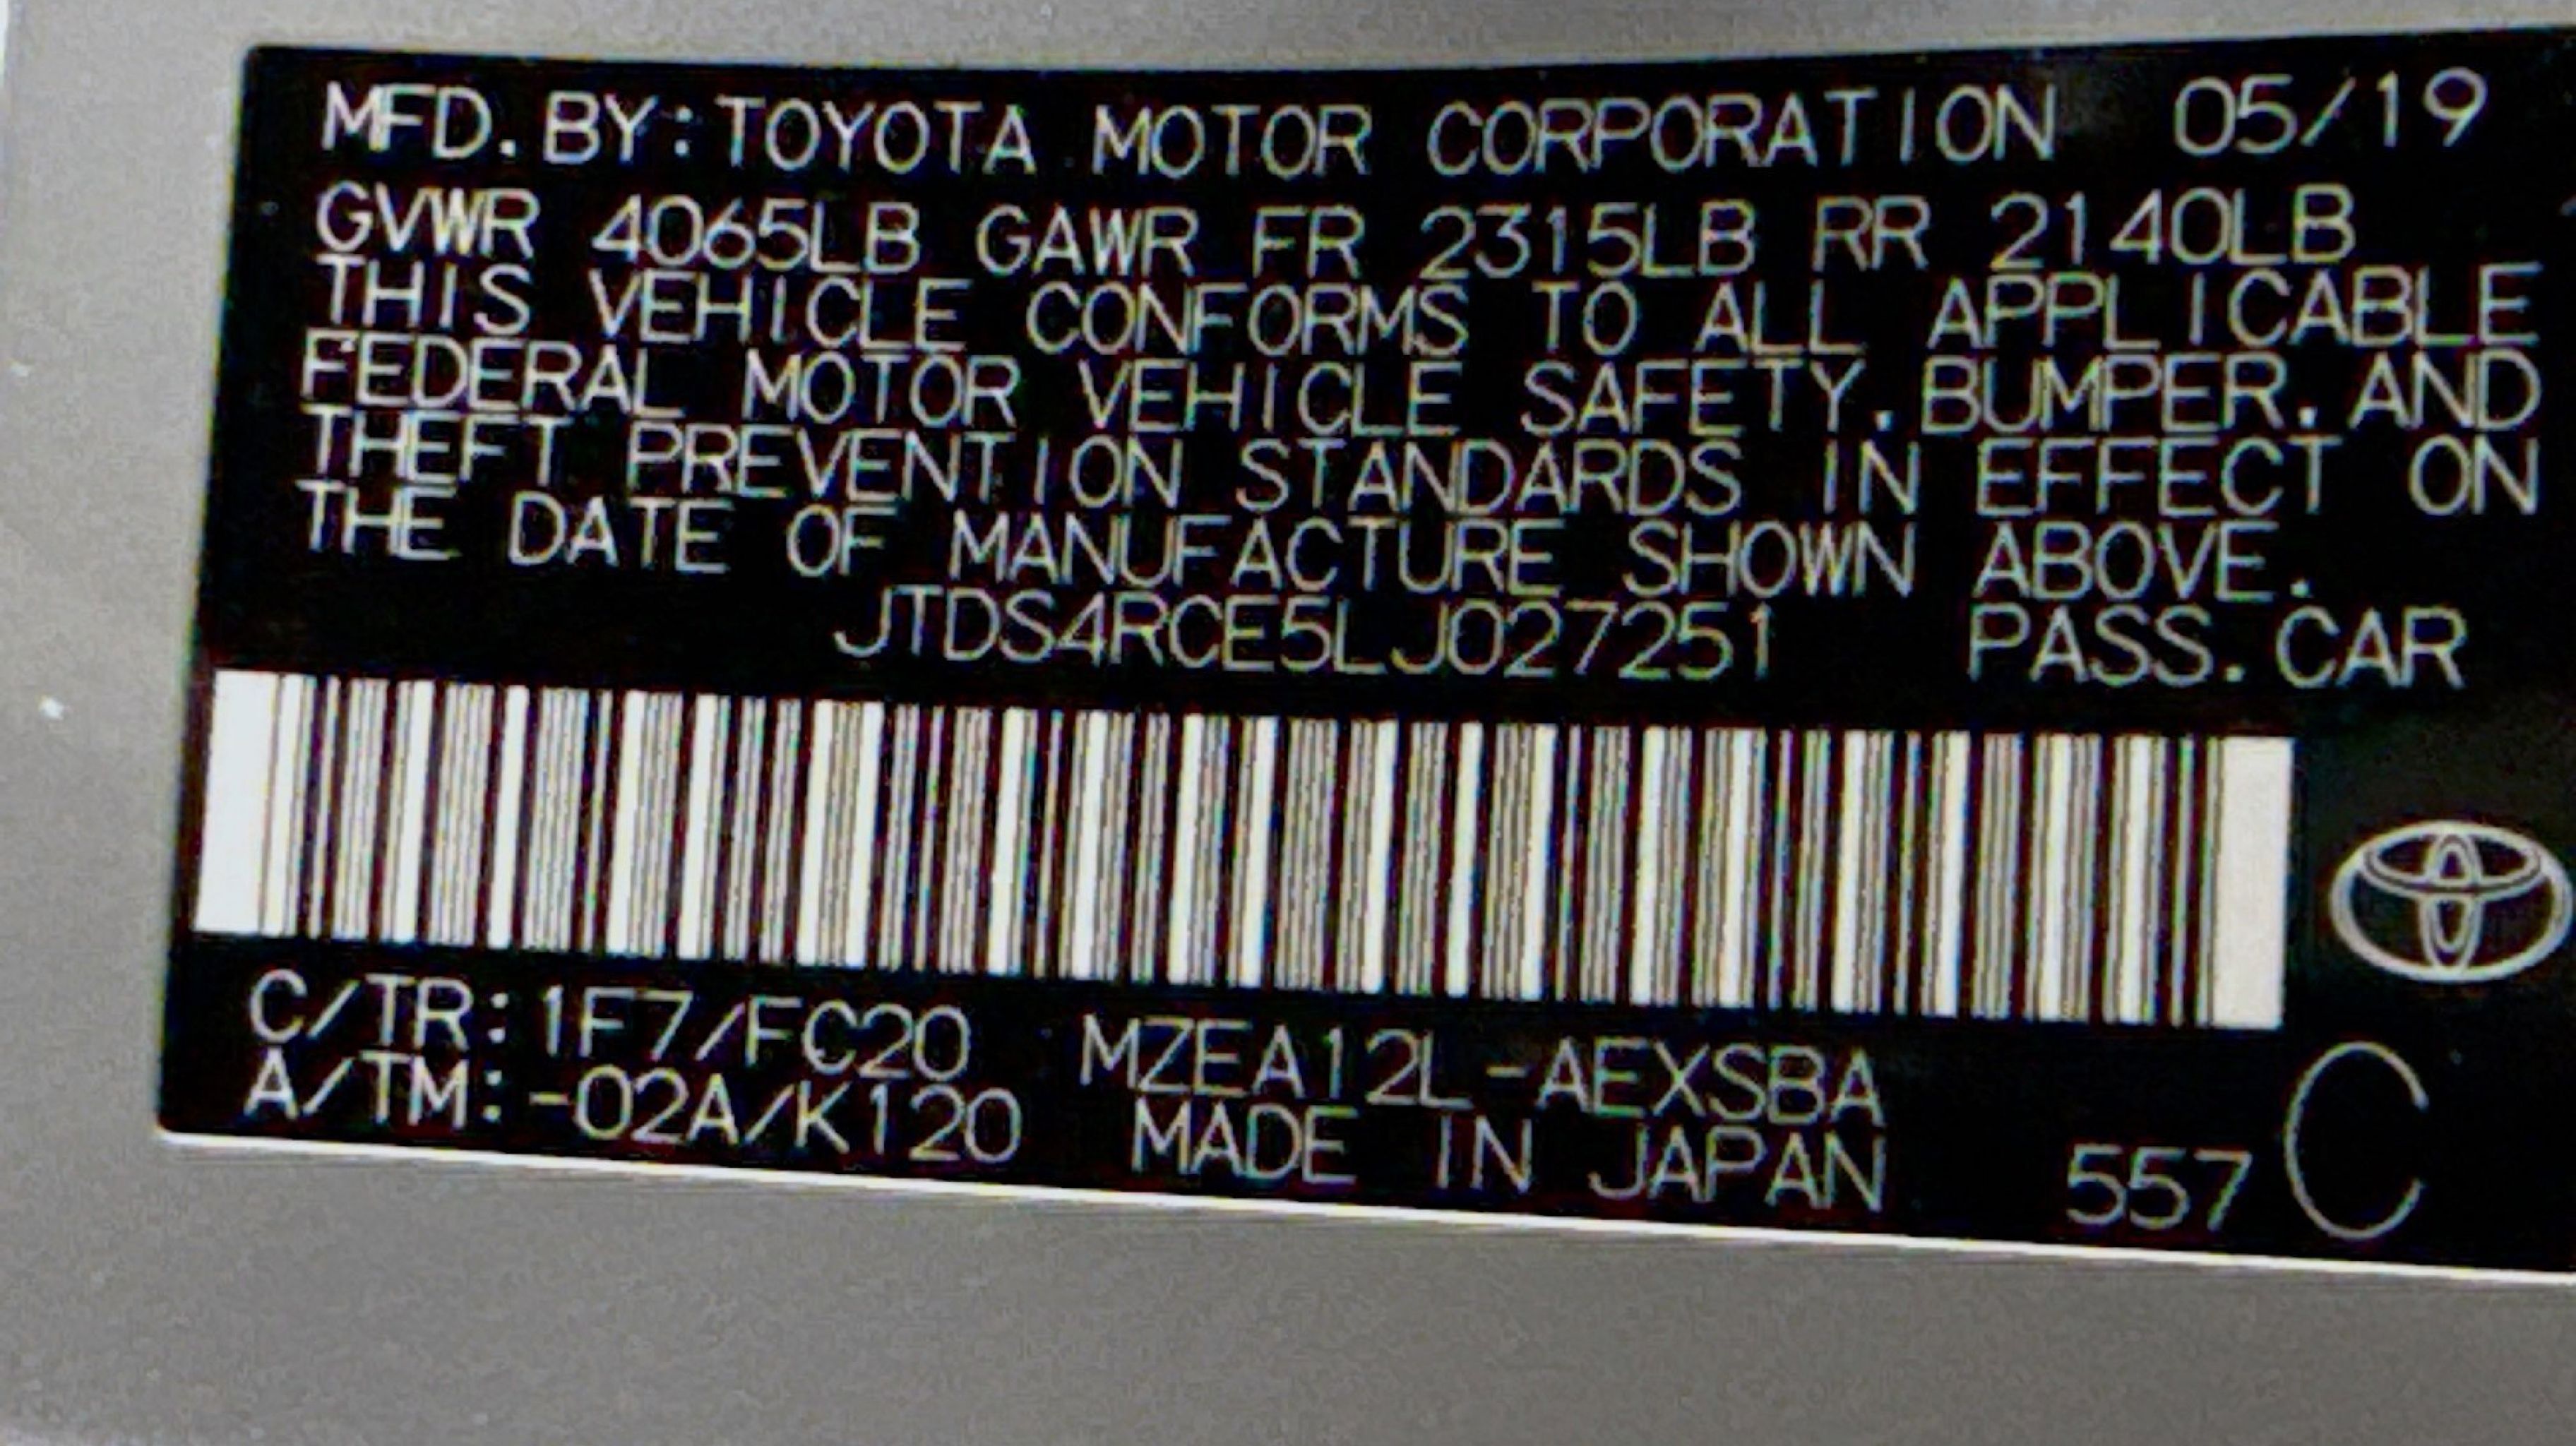 MFD. BY: TOYOTA MOTOR CORPORATION 05/19
GVWR 4065LB GAWR FR 2315LB RR 2140LB
THIS VEHICLE CONFORMS TO ALL APPLICABLE
FEDERAL MOTOR VEHICLE SAFETY, BUMPER, AND
THEFT PREVENTION STANDARDS IN EFFECT ON
THE DATE OF MANUFACTURE SHOWN ABOVE.
JTDS4RCE5LJ027251 PASS. CAR
C/TR: 1F7/FC20 MZEA12L-AEXSBA
A/TM: -02A/K120 MADE IN JAPAN 557 C